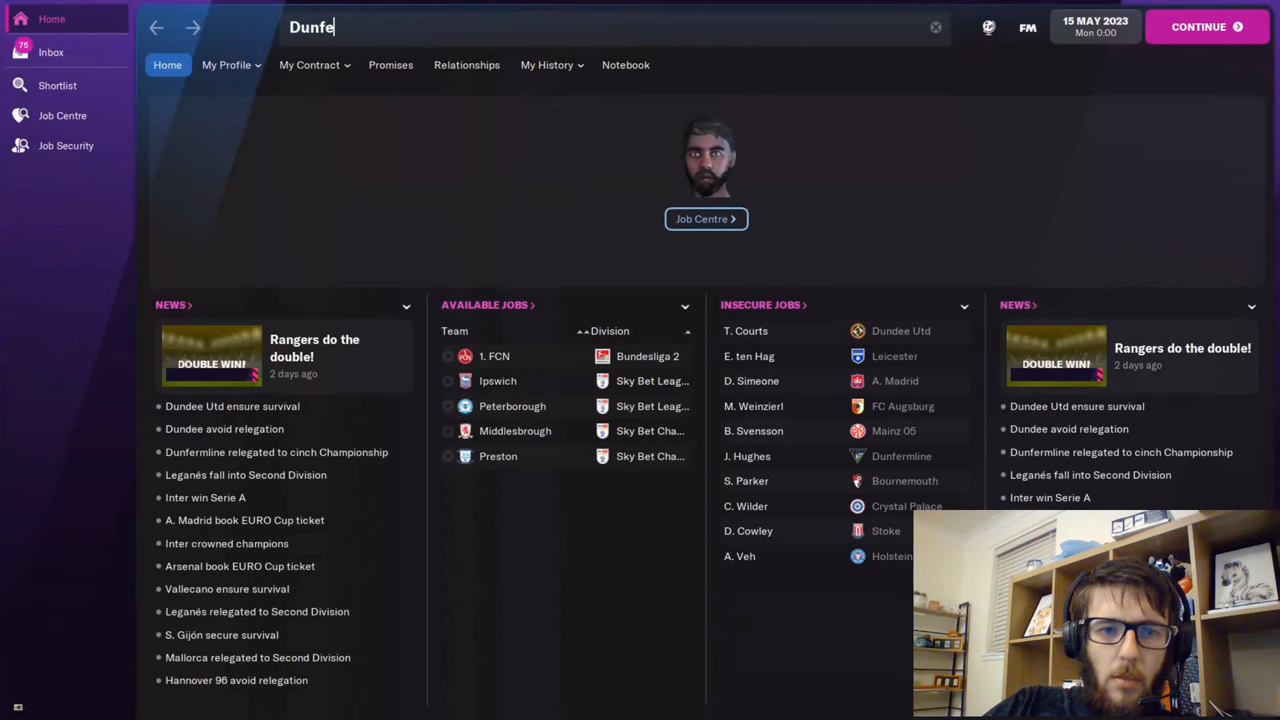 Home
75
Inbox
Shortlist
Job Centre
Job Security
Dunfe
FM
15 MAY 2023
Mon 0:00
CONTINUE
Home
My Profile
My Contract
Promises
Relationships
My History
Notebook
Job Centre
NEWS
DOUBLE WIN!
Rangers do the double!
2 days ago
Dundee Utd ensure survival
Dundee avoid relegation
Dunfermline relegated to cinch Championship
Leganés fall into Second Division
Inter win Serie A
A. Madrid book EURO Cup ticket
Inter crowned champions
Arsenal book EURO Cup ticket
Vallecano ensure survival
Leganés relegated to Second Division
S. Gijón secure survival
Mallorca relegated to Second Division
Hannover 96 avoid relegation
AVAILABLE JOBS
Team Division
1. FCN Bundesliga 2
Ipswich Sky Bet Leag...
Peterborough Sky Bet Leag...
Middlesbrough Sky Bet Cha...
Preston Sky Bet Cha...
INSECURE JOBS
T. Courts Dundee Utd
E. ten Hag Leicester
D. Simeone A. Madrid
M. Weinzierl FC Augsburg
B. Svensson Mainz 05
J. Hughes Dunfermline
S. Parker Bournemouth
C. Wilder Crystal Palace
D. Cowley Stoke
A. Veh Holstein
NEWS
DOUBLE WIN!
Rangers do the double!
2 days ago
Dundee Utd ensure survival
Dundee avoid relegation
Dunfermline relegated to cinch Championship
Leganés fall into Second Division
Inter win Serie A